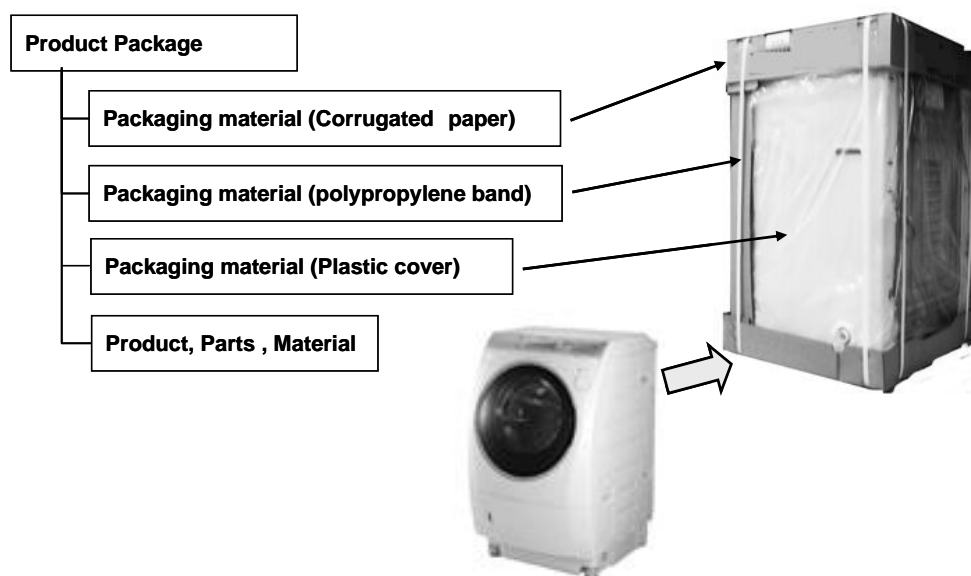 Product Package
Packaging material (Corrugated paper)
Packaging material (polypropylene band)
Packaging material (Plastic cover)
Product, Parts , Material